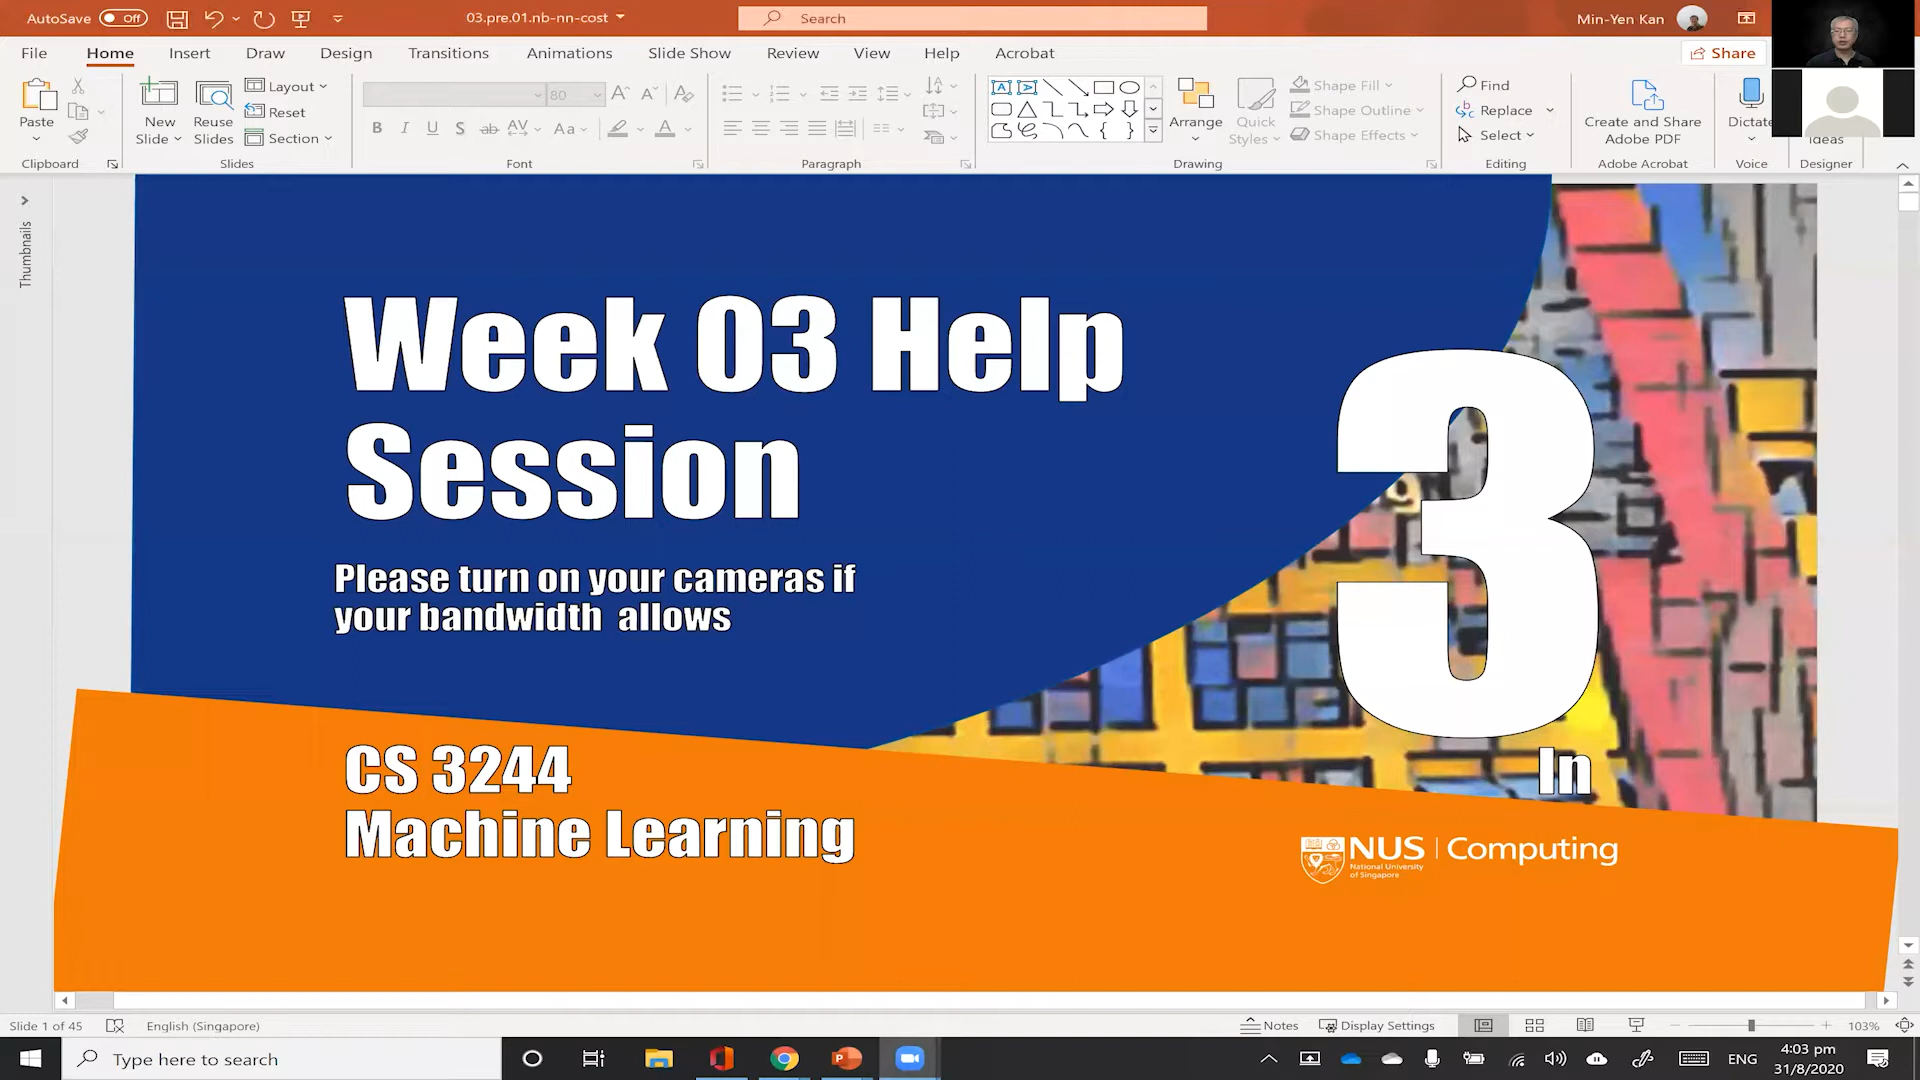 AutoSave Off
03.pre.01.nb-nn-cost
Search
Min-Yen Kan
File Home Insert Draw Design Transitions Animations Slide Show Review View Help Acrobat
Share
Paste
New Slide
Reuse Slides
Layout
Reset
Section
80
Arrange
Quick Styles
Shape Fill
Shape Outline
Shape Effects
Find
Replace
Select
Create and Share Adobe PDF
Dictate
Ideas
Clipboard Slides Font Paragraph Drawing Editing Adobe Acrobat Voice Designer
Thumbnails
Week 03 Help
Session
Please turn on your cameras if
your bandwidth allows
3
In
CS 3244
Machine Learning
NUS Computing
National University
of Singapore
Slide 1 of 45 English (Singapore) Notes Display Settings 103%
Type here to search
ENG
4:03 pm
31/8/2020